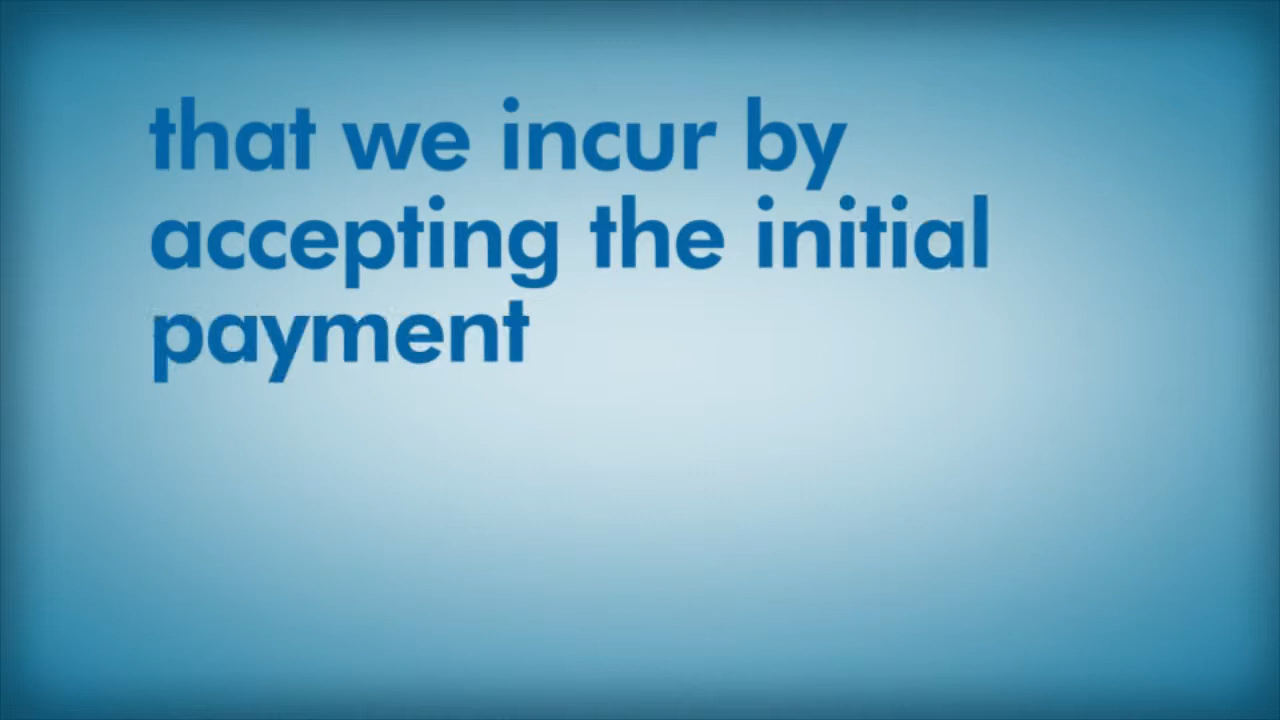 that we incur by
accepting the initial
payment